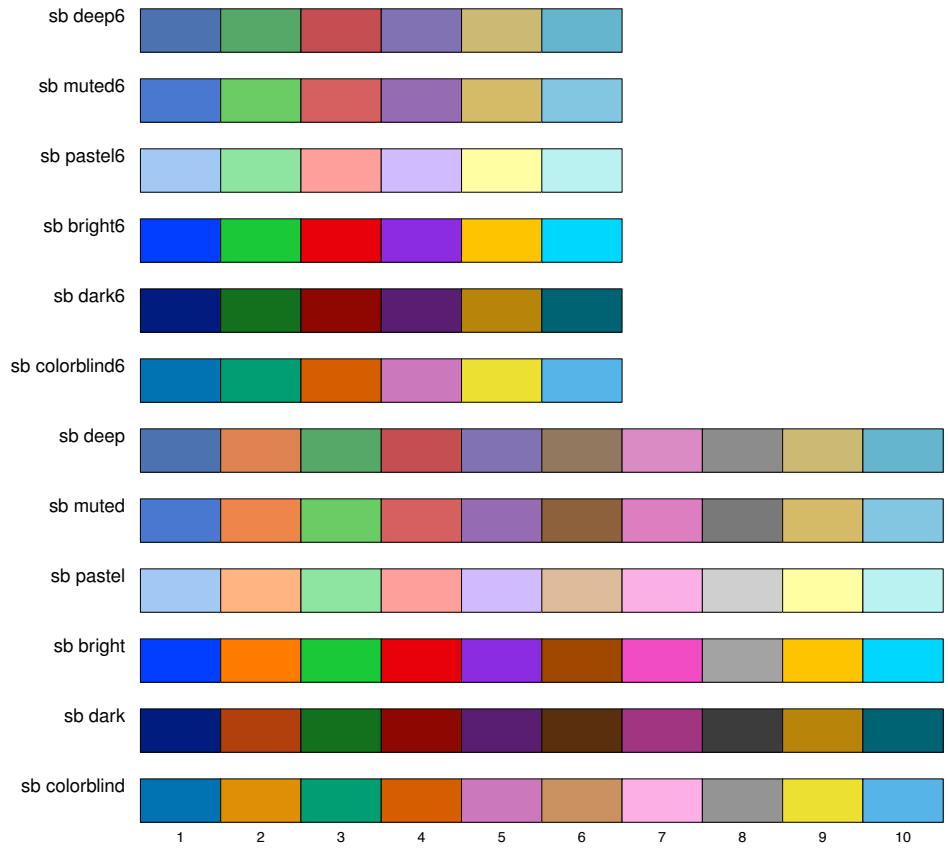 sb deep6
sb muted6
sb pastel6
sb bright6
sb dark6
sb colorblind6
sb deep
sb muted
sb pastel
sb bright
sb dark
sb colorblind
1 2 3 4 5 6 7 8 9 10